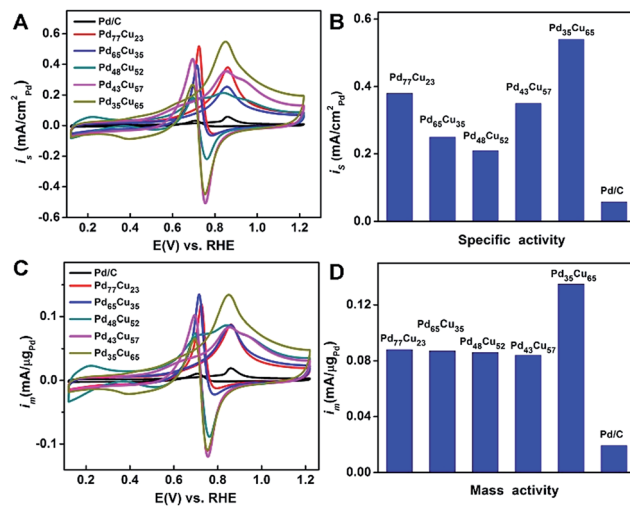 A
Pd/C
Pd77Cu23
Pd65Cu35
Pd48Cu52
Pd43Cu57
Pd35Cu65
is (mA/cm2Pd)
0.6
0.4
0.2
0.0
-0.2
-0.4
-0.6
0.2 0.4 0.6 0.8 1.0 1.2
E(V) vs. RHE
B
is (mA/cm2Pd)
0.6
0.4
0.2
0.0
Pd77Cu23
Pd65Cu35
Pd48Cu52
Pd43Cu57
Pd35Cu65
Pd/C
Specific activity
C
Pd/C
Pd77Cu23
Pd65Cu35
Pd48Cu52
Pd43Cu57
Pd35Cu65
im(mA/μgPd)
0.1
0.0
-0.1
0.2 0.4 0.6 0.8 1.0 1.2
E(V) vs. RHE
D
im(mA/μgPd)
0.12
0.08
0.04
0.00
Pd77Cu23
Pd65Cu35
Pd48Cu52
Pd43Cu57
Pd35Cu65
Pd/C
Mass activity